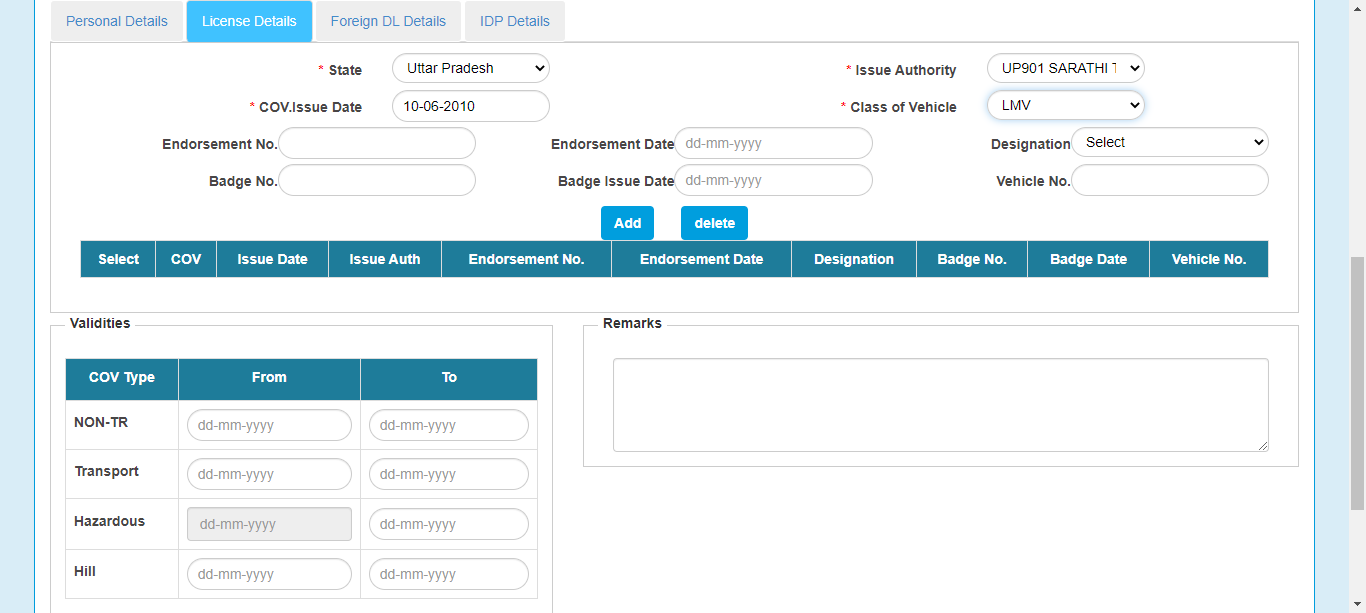 Personal Details License Details Foreign DL Details IDP Details
* State Uttar Pradesh * Issue Authority UP901 SARATHI T
* COV.Issue Date 10-06-2010 * Class of Vehicle LMV
Endorsement No. Endorsement Date dd-mm-yyyy Designation Select
Badge No. Badge Issue Date dd-mm-yyyy Vehicle No.
Add delete
Select COV Issue Date Issue Auth Endorsement No. Endorsement Date Designation Badge No. Badge Date Vehicle No.
Validities Remarks
COV Type From To
NON-TR dd-mm-yyyy dd-mm-yyyy
Transport dd-mm-yyyy dd-mm-yyyy
Hazardous dd-mm-yyyy dd-mm-yyyy
Hill dd-mm-yyyy dd-mm-yyyy